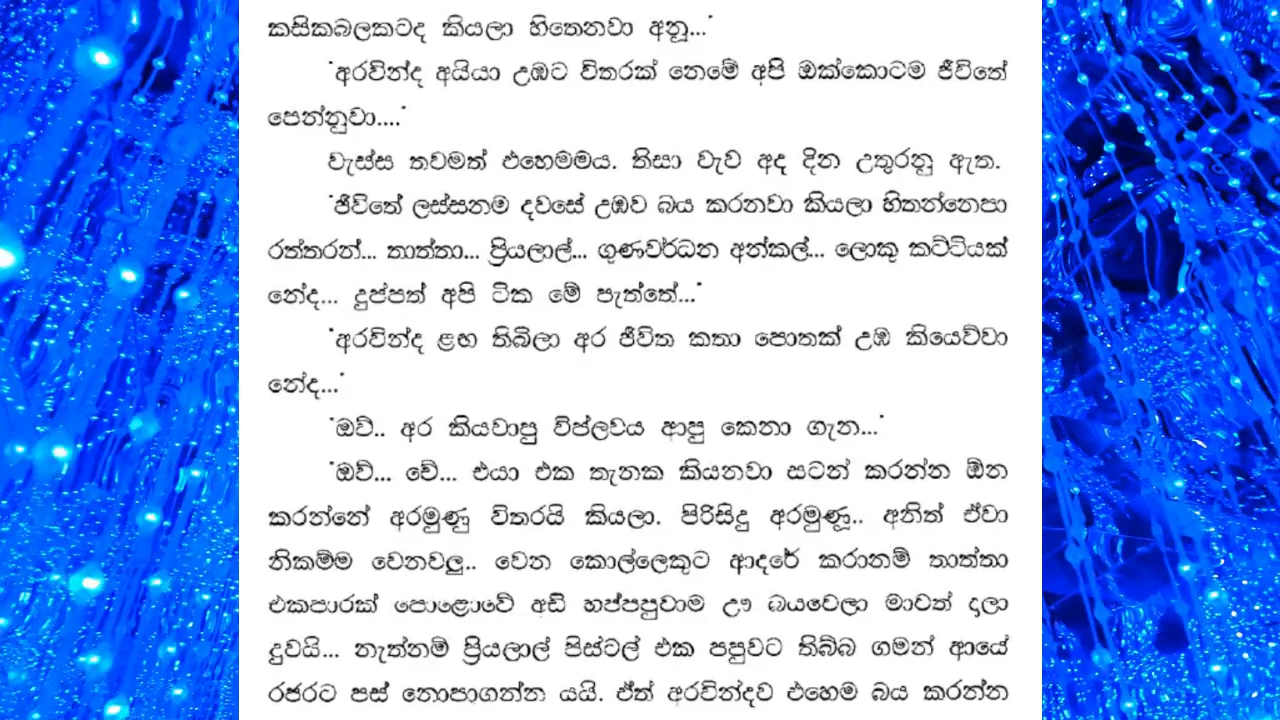 කසිකබලකටද කියලා හිතෙනවා අනූ...”
“අරවින්ද අයියා උඹට විතරක් නෙමේ අපි ඔක්කොටම ජීවිතේ
පෙන්නුවා....”
වැස්ස තවමත් එහෙමමය. තිසා වැව අද දින උතුරනු ඇත.
“ජීවිතේ ලස්සනම දවසේ උඹව බය කරනවා කියලා හිතන්නෙපා
රත්තරන්... තාත්තා... ප්‍රියලාල්... ගුණවර්ධන අන්කල්... ලොකු කට්ටියක්
නේද... දුප්පත් අපි ටික මේ පැත්තේ...”
“අරවින්ද ළඟ තිබිලා අර ජීවිත කතා පොතක් උඹ කියෙව්වා
නේද...”
“ඔව්.. අර කියවාපු විප්ලවය ආපු කෙනා ගැන...”
“ඔව්... චේ... එයා එක තැනක කියනවා සටන් කරන්න ඕන
කරන්නේ අරමුණු විතරයි කියලා. පිරිසිදු අරමුණු.. අනිත් ඒවා
නිකම්ම වෙනවලු.. වෙන කොල්ලෙකුට ආදරේ කරානම් තාත්තා
එකපාරක් පොළොවේ අඩි හප්පපුවාම ඌ බයවෙලා මාවත් දාලා
දුවයි... නැත්නම් ප්‍රියලාල් පිස්ටල් එක පපුවට තිබ්බ ගමන් ආයේ
රජරට පස් නොපාගන්න යයි. ඒත් අරවින්දව එහෙම බය කරන්න